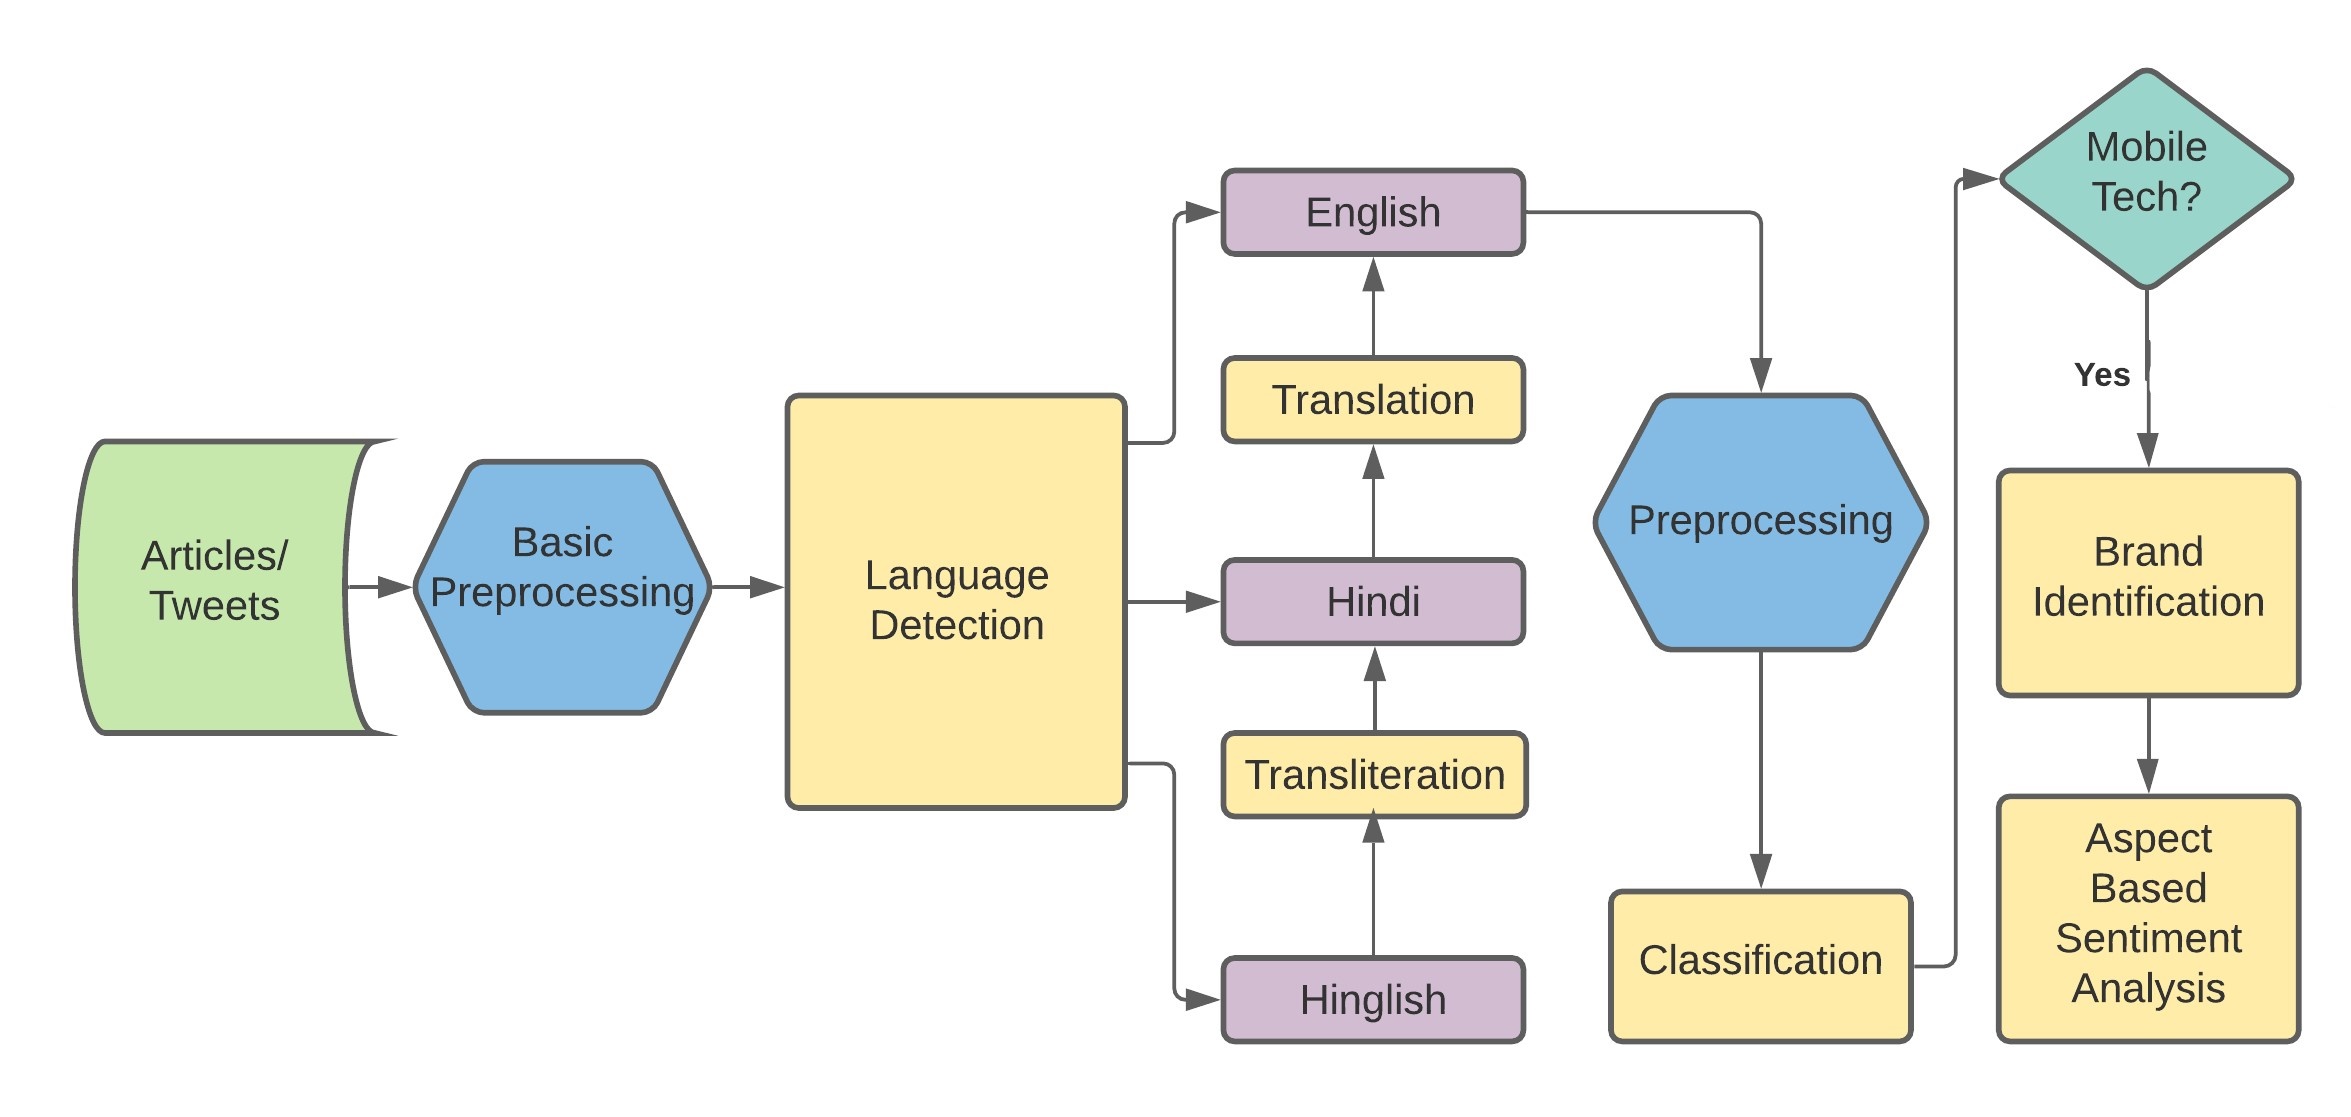 Articles/
Tweets
Basic
Preprocessing
Language
Detection
English
Translation
Hindi
Transliteration
Hinglish
Preprocessing
Classification
Mobile
Tech?
Yes
Brand
Identification
Aspect
Based
Sentiment
Analysis